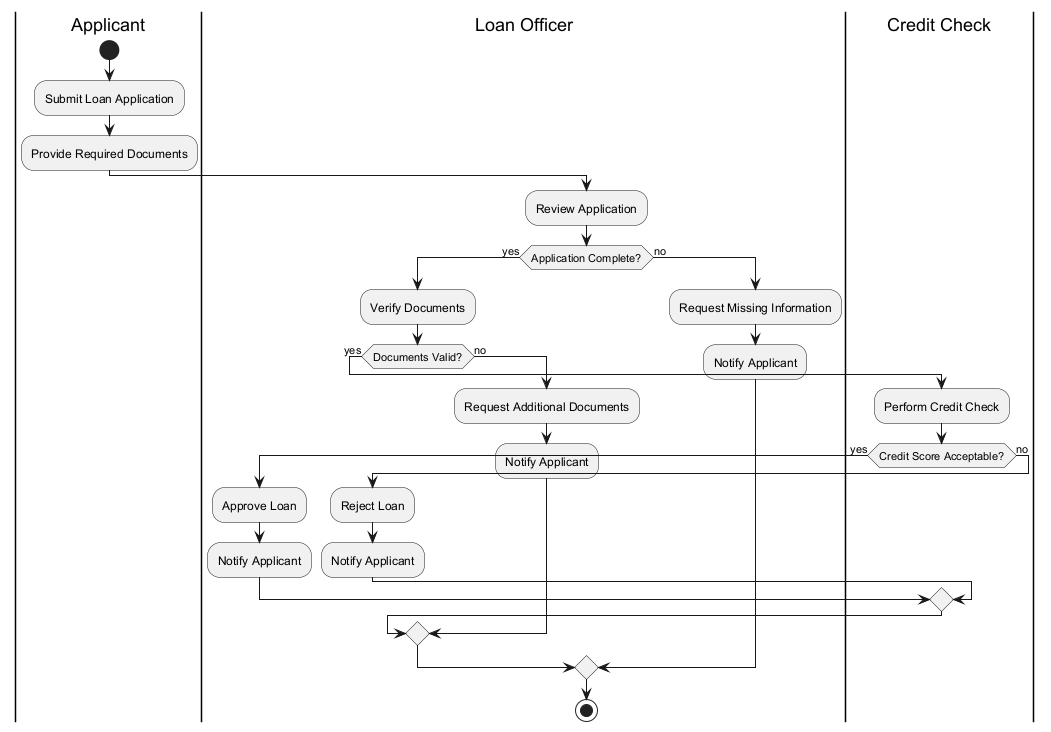 Applicant
Loan Officer
Credit Check
Submit Loan Application
Provide Required Documents
Review Application
yes
Application Complete?
no
Verify Documents
Request Missing Information
yes
Documents Valid?
no
Notify Applicant
Request Additional Documents
Perform Credit Check
Notify Applicant
yes
Credit Score Acceptable?
no
Approve Loan
Reject Loan
Notify Applicant
Notify Applicant